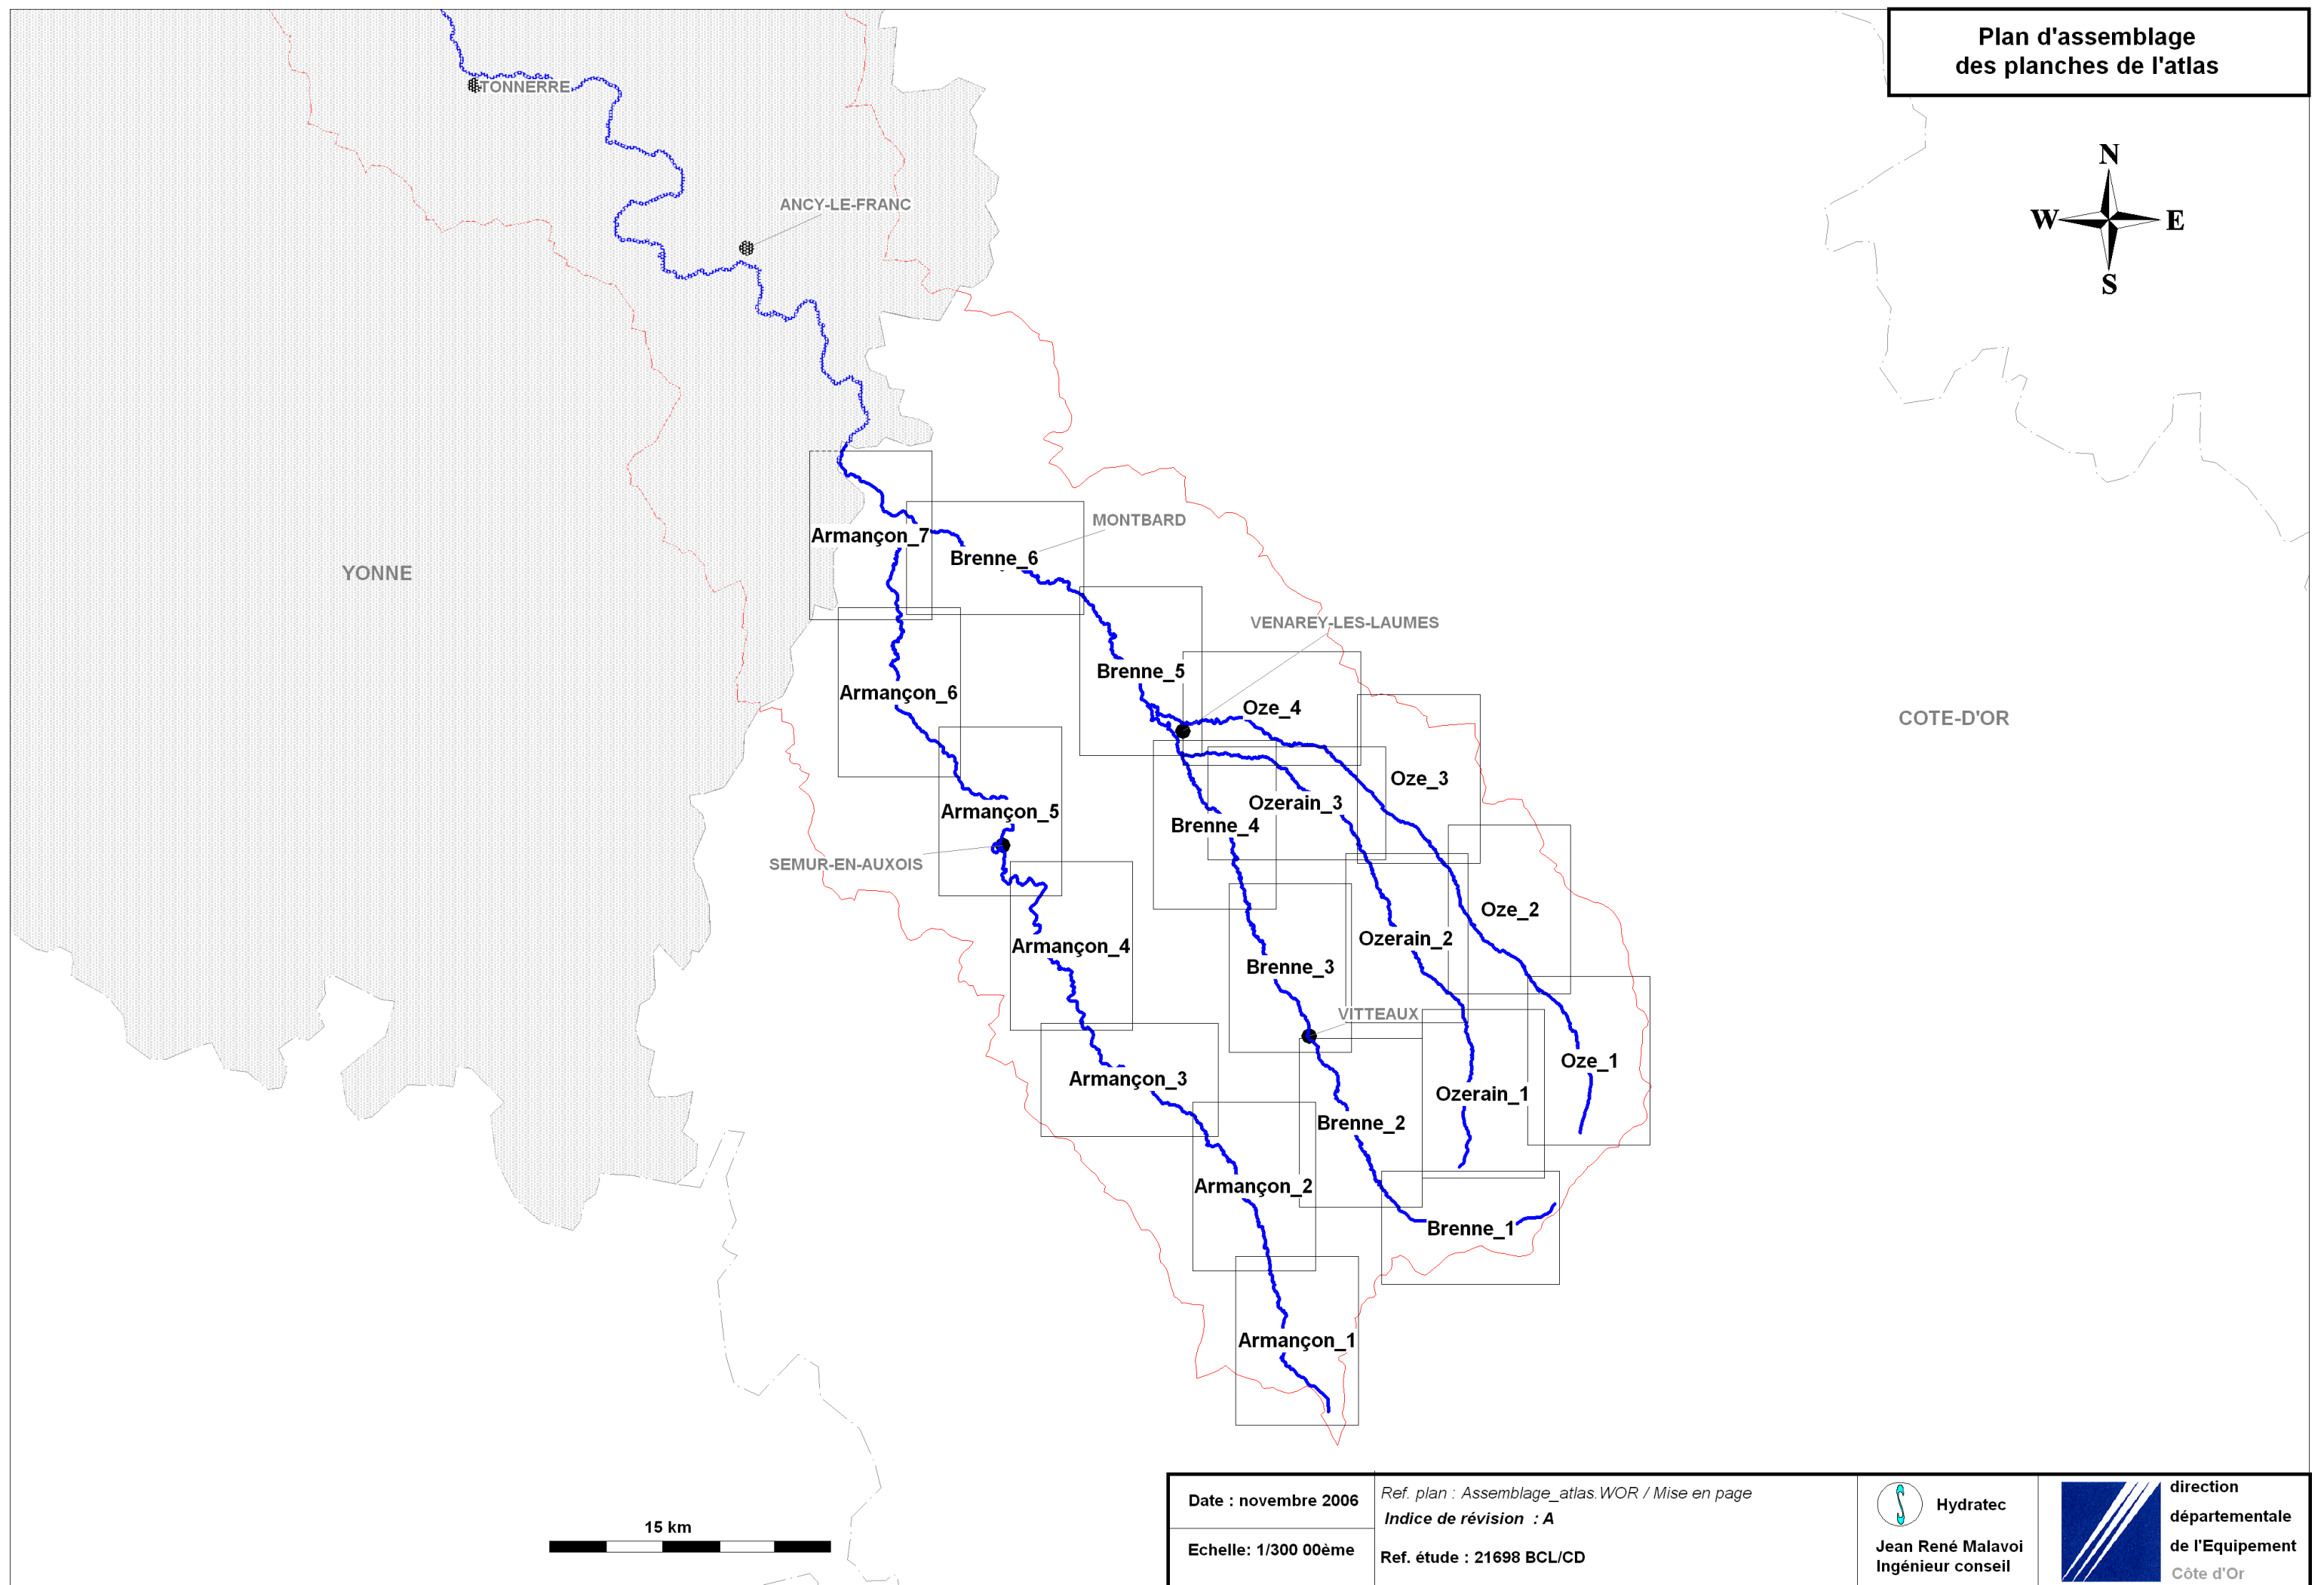 Plan d'assemblage
des planches de l'atlas
N
W
E
S
TONNERRE
ANCY-LE-FRANC
MONTBARD
Armançon_7
Brenne_6
YONNE
VENAREY-LES-LAUMES
Brenne_5
Armançon_6
Oze_4
COTE-D'OR
Oze_3
Ozerain_3
Armançon_5
Brenne_4
SEMUR-EN-AUXOIS
Oze_2
Ozerain_2
Armançon_4
Brenne_3
VITTEAUX
Oze_1
Armançon_3
Ozerain_1
Brenne_2
Armançon_2
Brenne_1
Armançon_1
15 km
Date : novembre 2006
Echelle: 1/300 00ème
Ref. plan : Assemblage_atlas.WOR / Mise en page
Indice de révision : A
Ref. étude : 21698 BCL/CD
Hydratec
Jean René Malavoi
Ingénieur conseil
direction
départementale
de l'Equipement
Côte d'Or